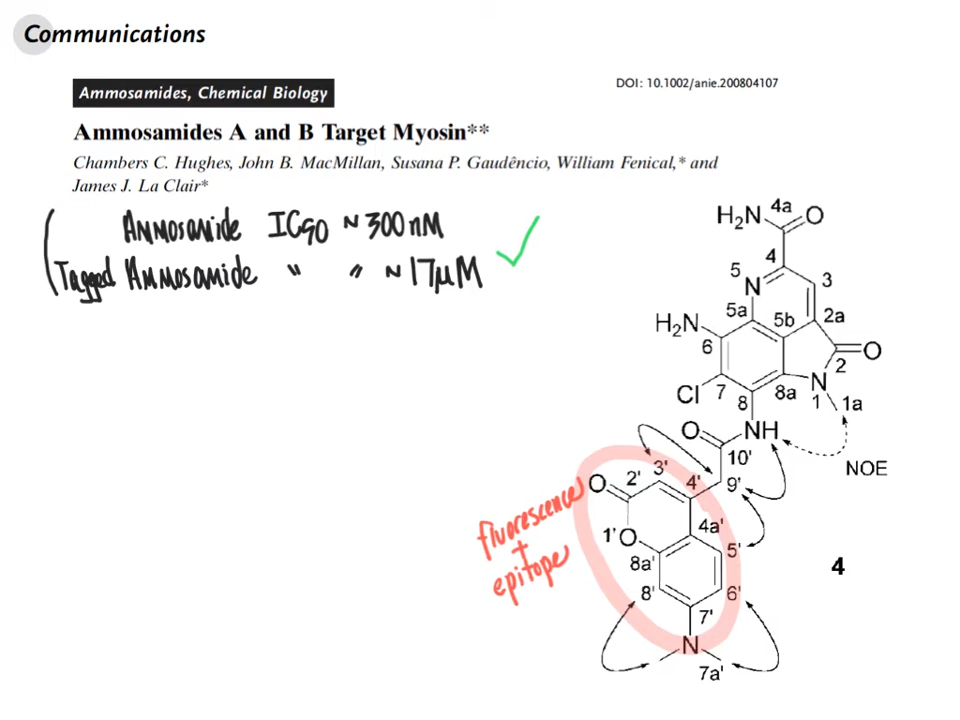 Communications
Ammosamides, Chemical Biology
DOI: 10.1002/anie.200804107
Ammosamides A and B Target Myosin**
Chambers C. Hughes, John B. MacMillan, Susana P. Gaudêncio, William Fenical,* and
James J. La Clair*
Ammosamide IC50 ~ 300 nM
Tagged Ammosamide " " ~ 17 µM
4a
H2N
O
4
5
3
N
5a
5b
2a
H2N
6
O
2
N
Cl
7
8
8a
1
1a
O
NH
10'
NOE
3'
2'
4'
9'
O
fluorescence
+
epitope
1'
O
4a'
5'
8a'
4
8'
6'
7'
N
7a'